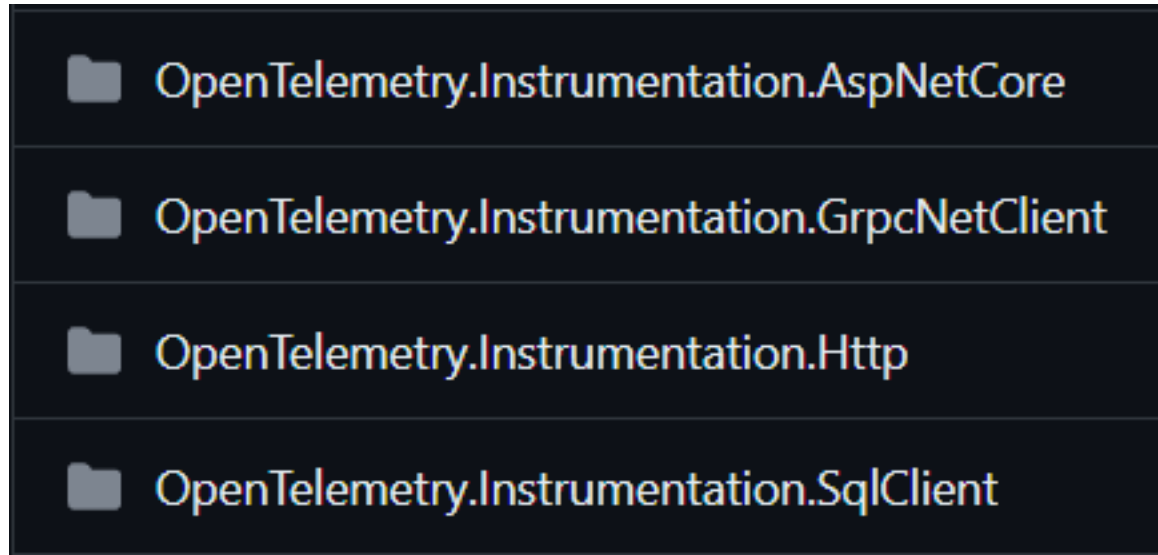 OpenTelemetry.Instrumentation.AspNetCore
OpenTelemetry.Instrumentation.GrpcNetClient
OpenTelemetry.Instrumentation.Http
OpenTelemetry.Instrumentation.SqlClient